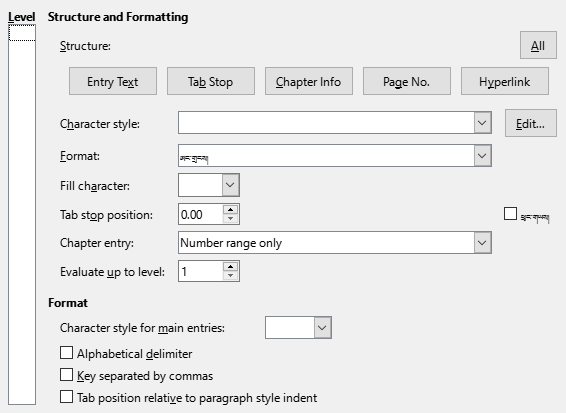 Level
Structure and Formatting
Structure:
All
Entry Text
Tab Stop
Chapter Info
Page No.
Hyperlink
Character style:
Edit...
Format:
ཨང་གྲངས།
Fill character:
Tab stop position:
0.00
Chapter entry:
Number range only
Evaluate up to level:
1
Format
Character style for main entries:
Alphabetical delimiter
Key separated by commas
Tab position relative to paragraph style indent